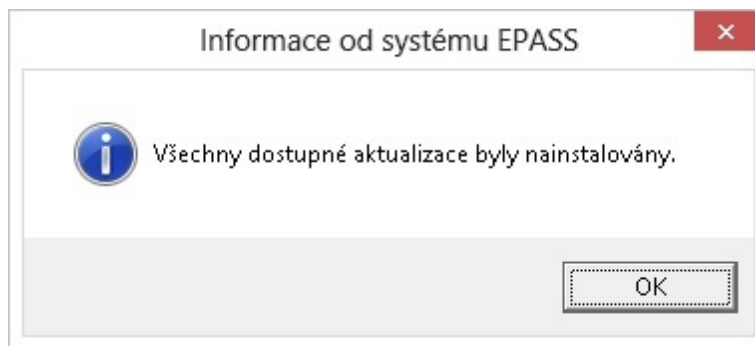 Informace od systému EPASS
Všechny dostupné aktualizace byly nainstalovány.
OK